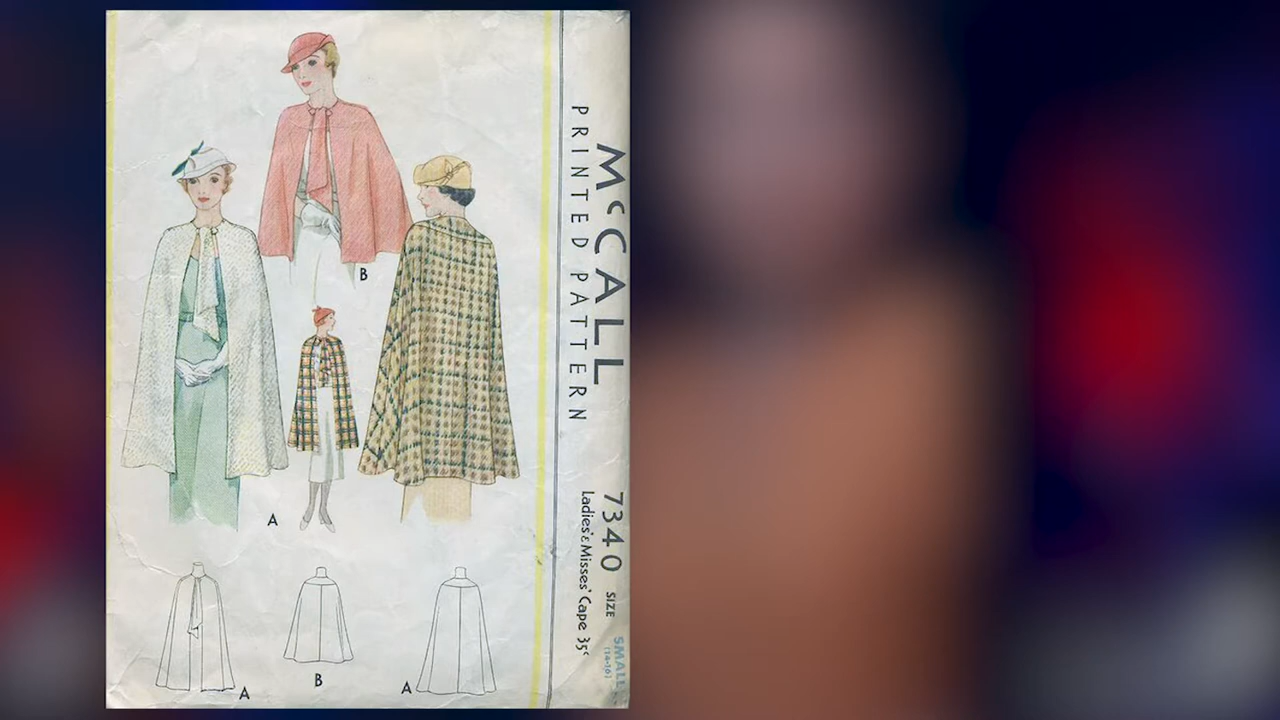 B
A
A
B
A
McCALL
PRINTED PATTERN
7340 SIZE SMALL
(14-16)
Ladies' & Misses' Cape 35¢